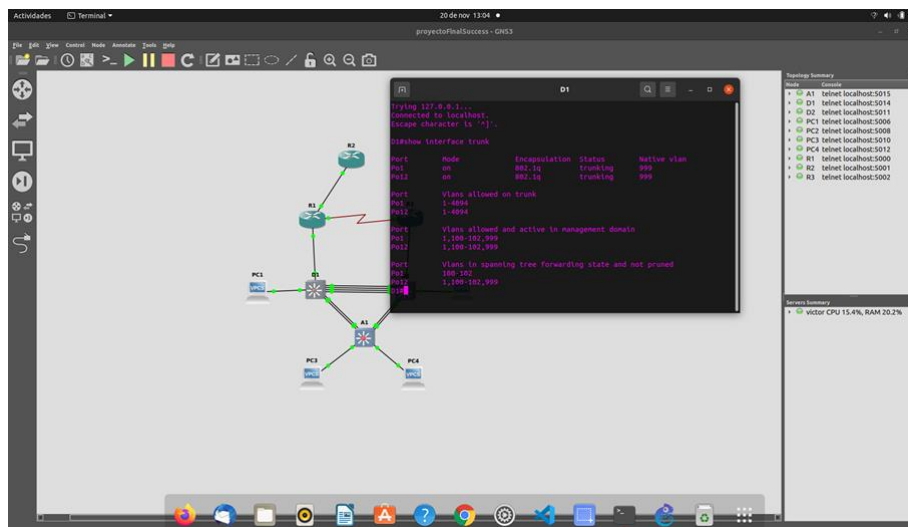 Actividades
Terminal
20 de nov 13:04
proyectoFinalSuccess - GNS3
File Edit View Control Node Annotate Tools Help
R2
R1
PC1
A1
PC3
PC4
D1
Trying 127.0.0.1...
Connected to localhost.
Escape character is '^]'.
D1#show interface trunk
Port Mode Encapsulation Status Native vlan
Po1 on 802.1q trunking 999
Po12 on 802.1q trunking 999
Port Vlans allowed on trunk
Po1 1-4094
Po12 1-4094
Port Vlans allowed and active in management domain
Po1 1,100-102,999
Po12 1,100-102,999
Port Vlans in spanning tree forwarding state and not pruned
Po1 100-102
Po12 1,100-102,999
D1#
Topology Summary
Node Console
A1 telnet localhost:5015
D1 telnet localhost:5014
D2 telnet localhost:5011
PC1 telnet localhost:5006
PC2 telnet localhost:5008
PC3 telnet localhost:5010
PC4 telnet localhost:5012
R1 telnet localhost:5000
R2 telnet localhost:5001
R3 telnet localhost:5002
Servers Summary
victor CPU 15.4%, RAM 20.2%